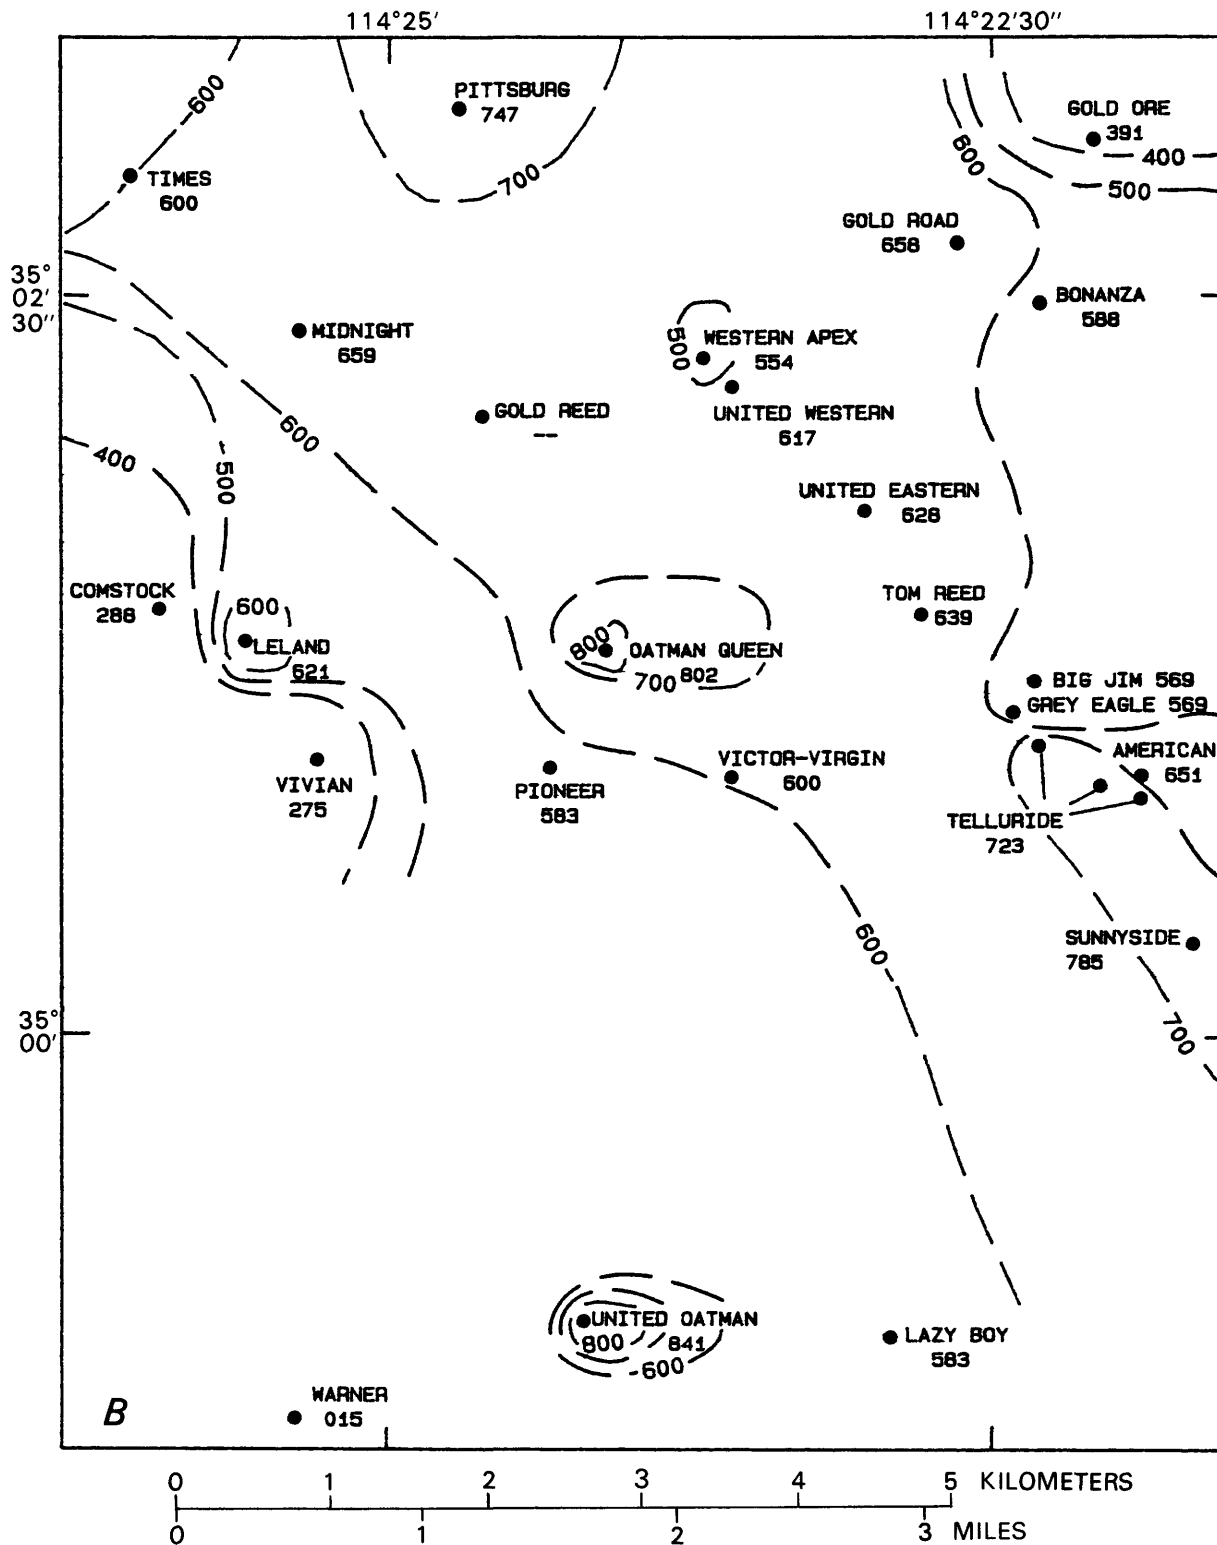 114°25′ 114°22′30″
600
PITTSBURG
747
GOLD ORE
391
600
400
TIMES
600
700
500
GOLD ROAD
658
35°
02′
30″
BONANZA
588
MIDNIGHT
659
500
WESTERN APEX
554
GOLD REED
--
UNITED WESTERN
617
600
400
500
UNITED EASTERN
628
COMSTOCK
288
600
TOM REED
639
LELAND
621
800
OATMAN QUEEN
802
700
BIG JIM 569
GREY EAGLE 569
VICTOR-VIRGIN
600
AMERICAN
651
VIVIAN
275
PIONEER
583
TELLURIDE
723
600
SUNNYSIDE
785
35°
00′
700
UNITED OATMAN
800 841
600
LAZY BOY
583
B
WARNER
015
0 1 2 3 4 5 KILOMETERS
0 1 2 3 MILES